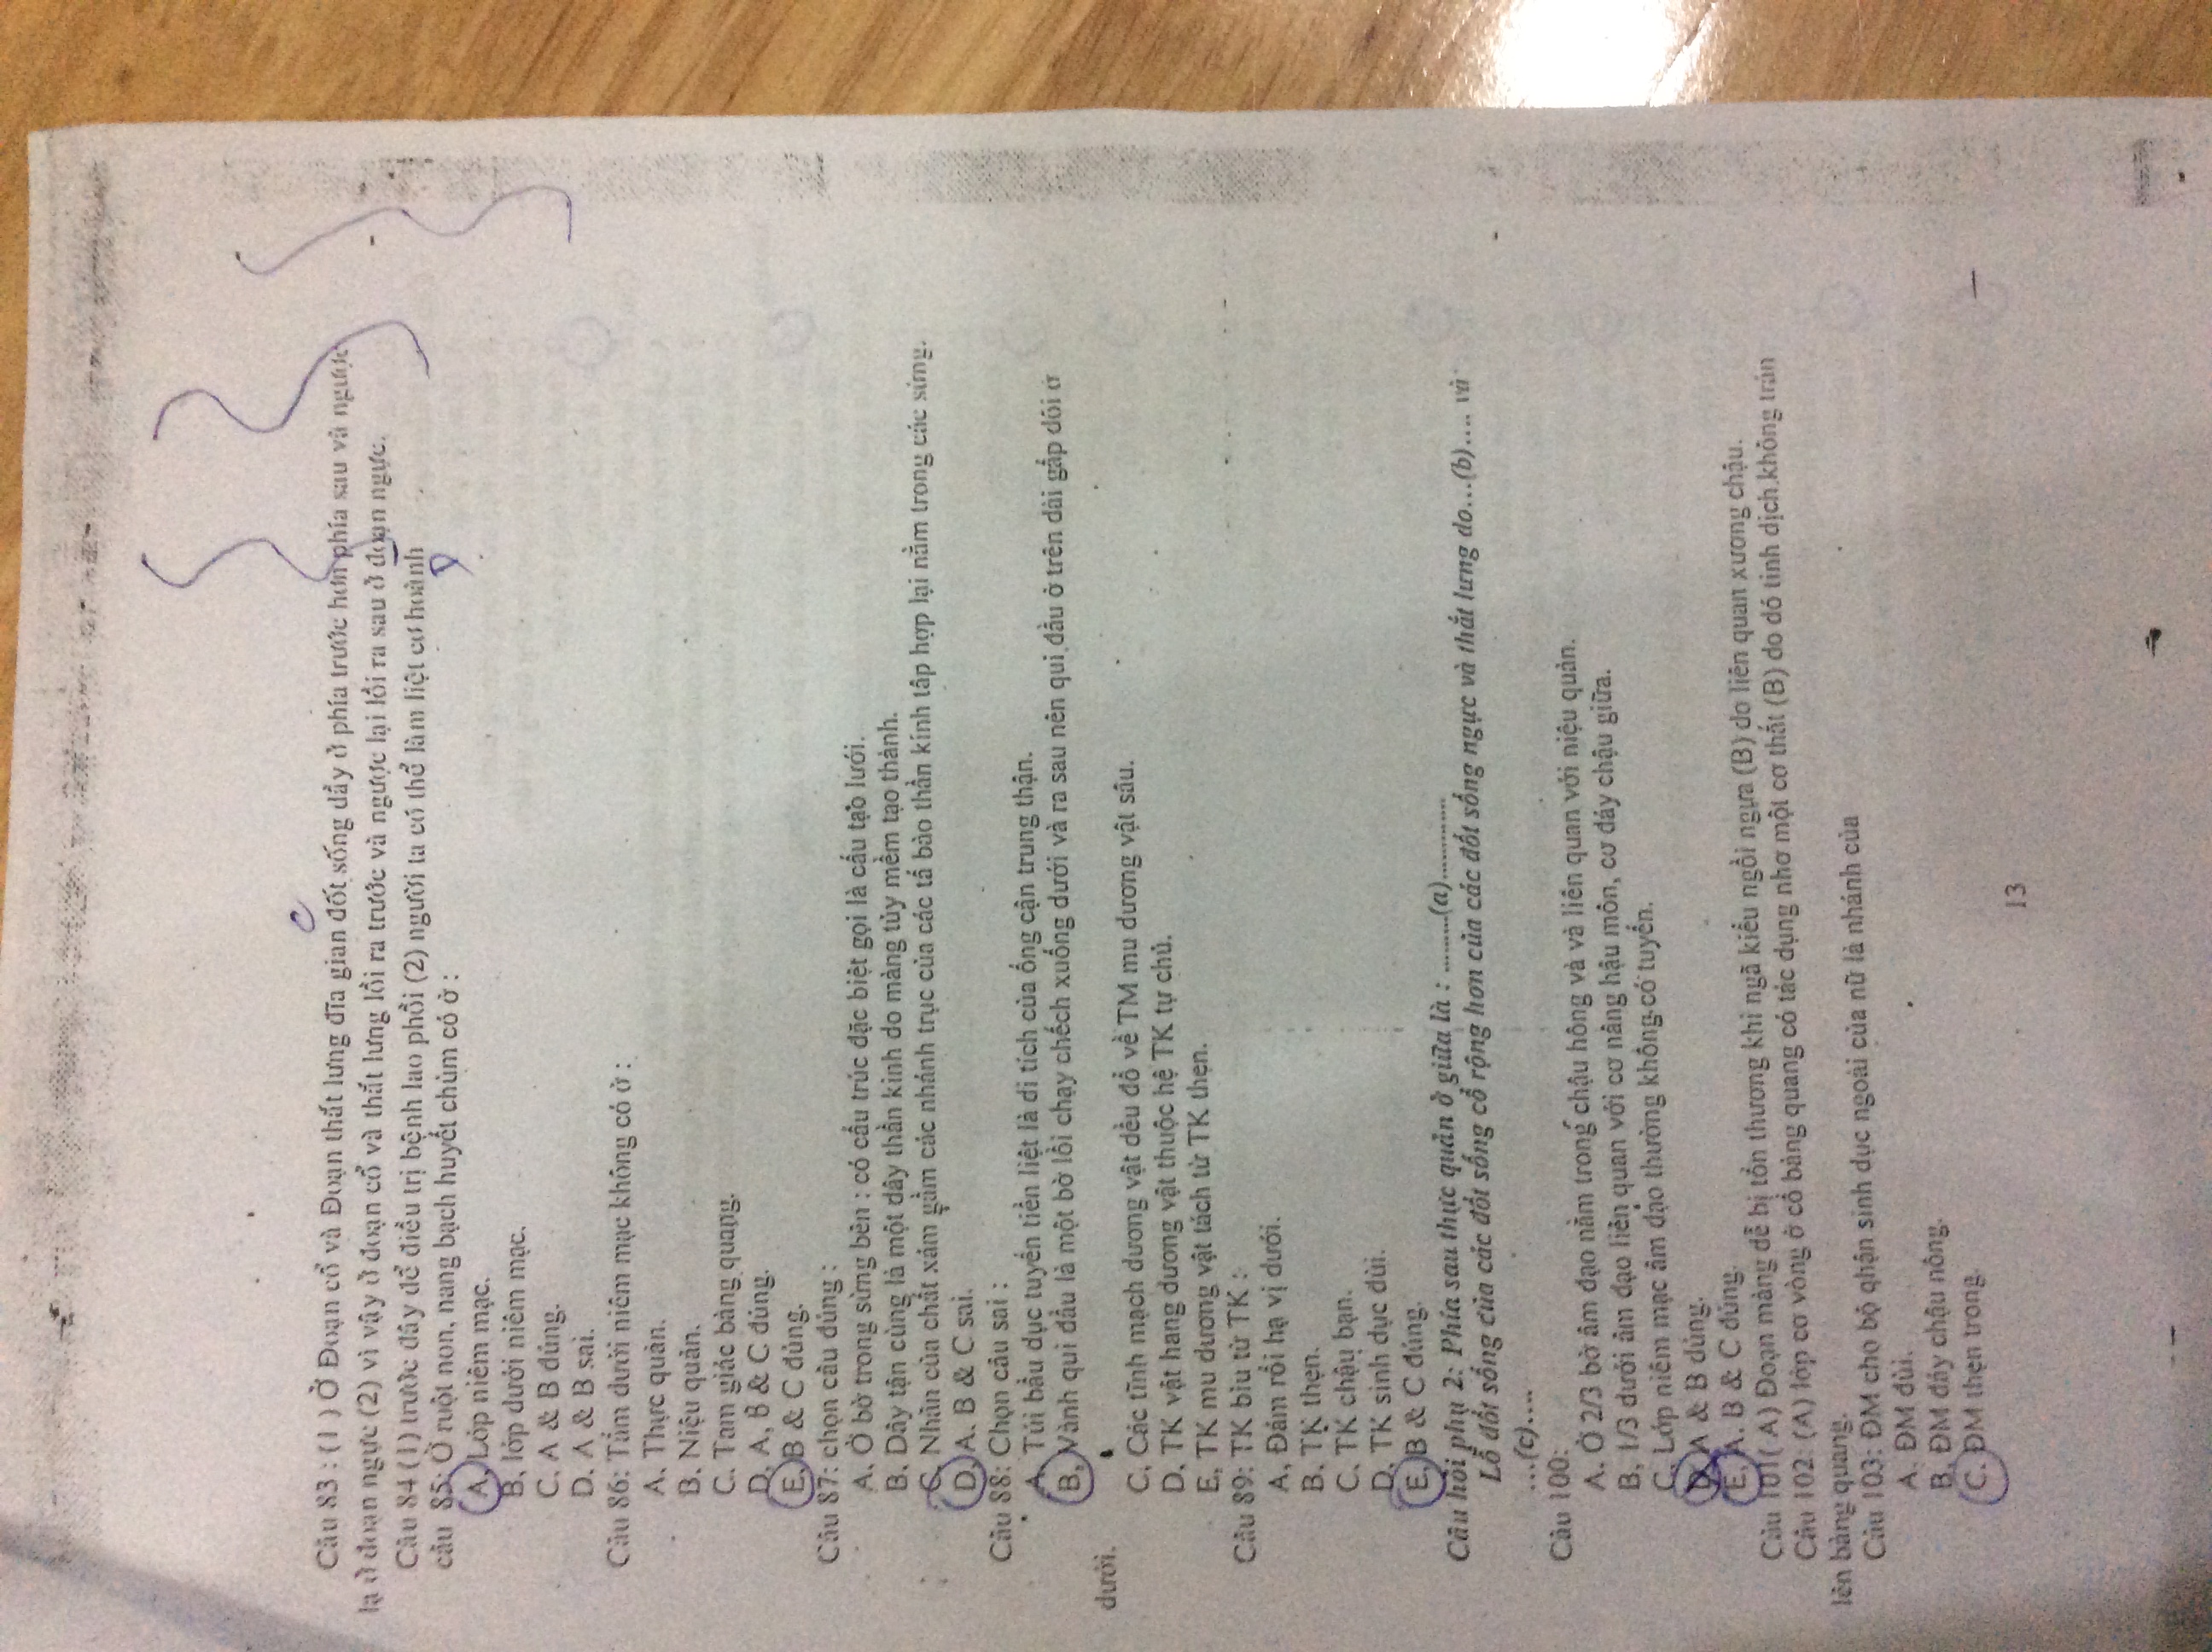 C
Câu 83 : (1 ) Ở Đoạn cổ và Đoạn thắt lưng đĩa gian đốt sống dầy ở phía trước hơn phía sau và ngược
lạ ở đoạn ngực (2) vì vậy ở đoạn cổ và thắt lưng lồi ra trước và ngược lại lồi ra sau ở đoạn ngực.
Câu 84 (1) trước đây để điều trị bệnh lao phổi (2) người ta có thể làm liệt cơ hoành
D
câu 85: Ở ruột non, nang bạch huyết chùm có ở :
A. Lớp niêm mạc.
B. lớp dưới niêm mạc.
C. A & B đúng.
D. A & B sai.
Câu 86: Tấm dưới niêm mạc không có ở :
A. Thực quản.
B. Niệu quản.
C. Tam giác bàng quang.
D. A, B & C đúng.
E. B & C đúng.
Câu 87: chọn câu đúng :
A. Ở bờ trong sừng bên : có cấu trúc đặc biệt gọi là cấu tạo lưới.
B. Dây tận cùng là một dây thần kinh do màng tủy mềm tạo thành.
C. Nhân của chất xám gồm các nhánh trục của các tế bào thần kinh tập hợp lại nằm trong các sừng.
D. A. B & C sai.
Câu 88: Chọn câu sai :
A. Túi bầu dục tuyến tiền liệt là di tích của ống cận trung thận.
B. Vành qui đầu là một bờ lồi chạy chếch xuống dưới và ra sau nên qui đầu ở trên dài gấp dôi ở
dưới.
C. Các tĩnh mạch dương vật đều đổ về TM mu dương vật sâu.
D. TK vật hang dương vật thuộc hệ TK tự chủ.
E. TK mu dương vật tách từ TK thẹn.
Câu 89: TK bìu từ TK :
A. Đám rối hạ vị dưới.
B. TK thẹn.
C. TK chậu bẹn.
D. TK sinh dục đùi.
E. B & C đúng.
Câu hỏi phụ 2: Phía sau thực quản ở giữa là : .........(a).............
Lỗ đốt sống của các đốt sống cổ rộng hơn của các đốt sống ngực và thắt lưng do...(b).... và
...(c)....
Câu 100:
A. Ở 2/3 bờ âm đạo nằm trong chậu hông và và liên quan với niệu quản.
B. 1/3 dưới âm đạo liên quan với cơ nâng hậu môn, cơ đáy chậu giữa.
C. Lớp niêm mạc âm đạo thường không có tuyến.
D. A & B đúng.
E. A. B & C đúng.
Câu 101( A) Đoạn màng dễ bị tổn thương khi ngã kiểu ngồi ngựa (B) do liên quan xương chậu.
Câu 102: (A) lớp cơ vòng ở cổ bàng quang có tác dụng như một cơ thắt (B) do đó tinh dịch không tràn
lên bàng quang.
Câu 103: ĐM cho bộ qhận sinh dục ngoài của nữ là nhánh của
A. ĐM đùi.
B. ĐM đáy chậu nông.
C. ĐM thẹn trong.
13